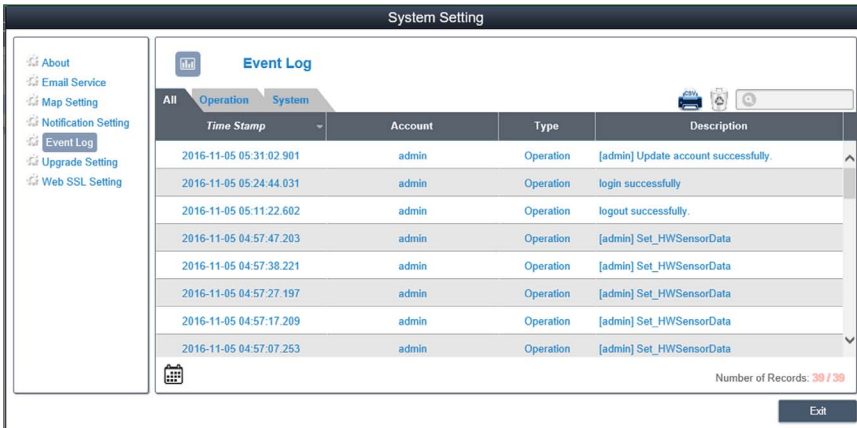 System Setting
About
Email Service
Map Setting
Notification Setting
Event Log
Upgrade Setting
Web SSL Setting
Event Log
All Operation System
CSV
Time Stamp Account Type Description
2016-11-05 05:31:02.901 admin Operation [admin] Update account successfully.
2016-11-05 05:24:44.031 admin Operation login successfully
2016-11-05 05:11:22.602 admin Operation logout successfully.
2016-11-05 04:57:47.203 admin Operation [admin] Set_HWSensorData
2016-11-05 04:57:38.221 admin Operation [admin] Set_HWSensorData
2016-11-05 04:57:27.197 admin Operation [admin] Set_HWSensorData
2016-11-05 04:57:17.209 admin Operation [admin] Set_HWSensorData
2016-11-05 04:57:07.253 admin Operation [admin] Set_HWSensorData
Number of Records: 39 / 39
Exit